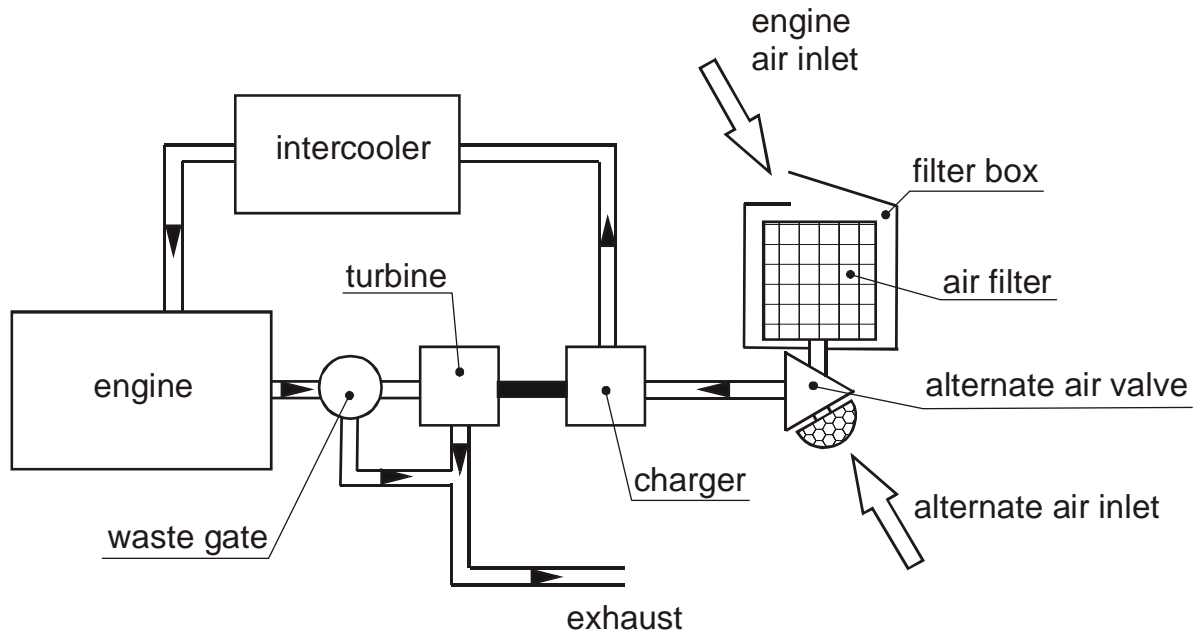 engine
air inlet
intercooler
filter box
turbine
air filter
engine
alternate air valve
charger
alternate air inlet
waste gate
exhaust